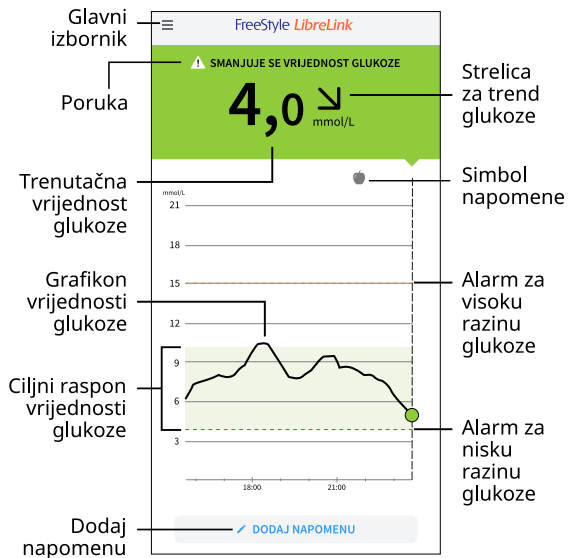 Glavni
izbornik
Poruka
Trenutačna
vrijednost
glukoze
Grafikon
vrijednosti
glukoze
Ciljni raspon
vrijednosti
glukoze
Dodaj
napomenu
FreeStyle LibreLink
SMANJUJE SE VRIJEDNOST GLUKOZE
4,0
mmol/L
mmol/L
21
18
15
12
9
6
3
18:00
21:00
DODAJ NAPOMENU
Strelica
za trend
glukoze
Simbol
napomene
Alarm za
visoku
razinu
glukoze
Alarm za
nisku
razinu
glukoze